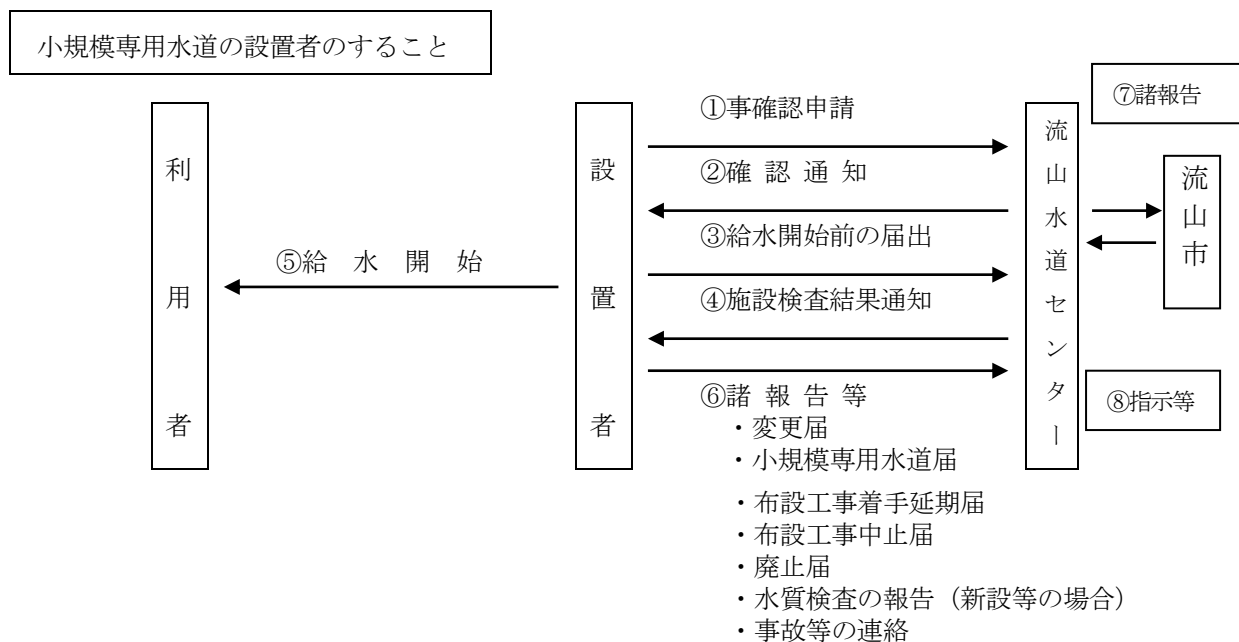 小規模専用水道の設置者のすること
利用者
⑤給 水 開 始
設置者
①事確認申請
②確 認 通 知
③給水開始前の届出
④施設検査結果通知
⑥諸 報 告 等
・変更届
・小規模専用水道届
・布設工事着手延期届
・布設工事中止届
・廃止届
・水質検査の報告（新設等の場合）
・事故等の連絡
流山水道センター
⑦諸報告
流山市
⑧指示等